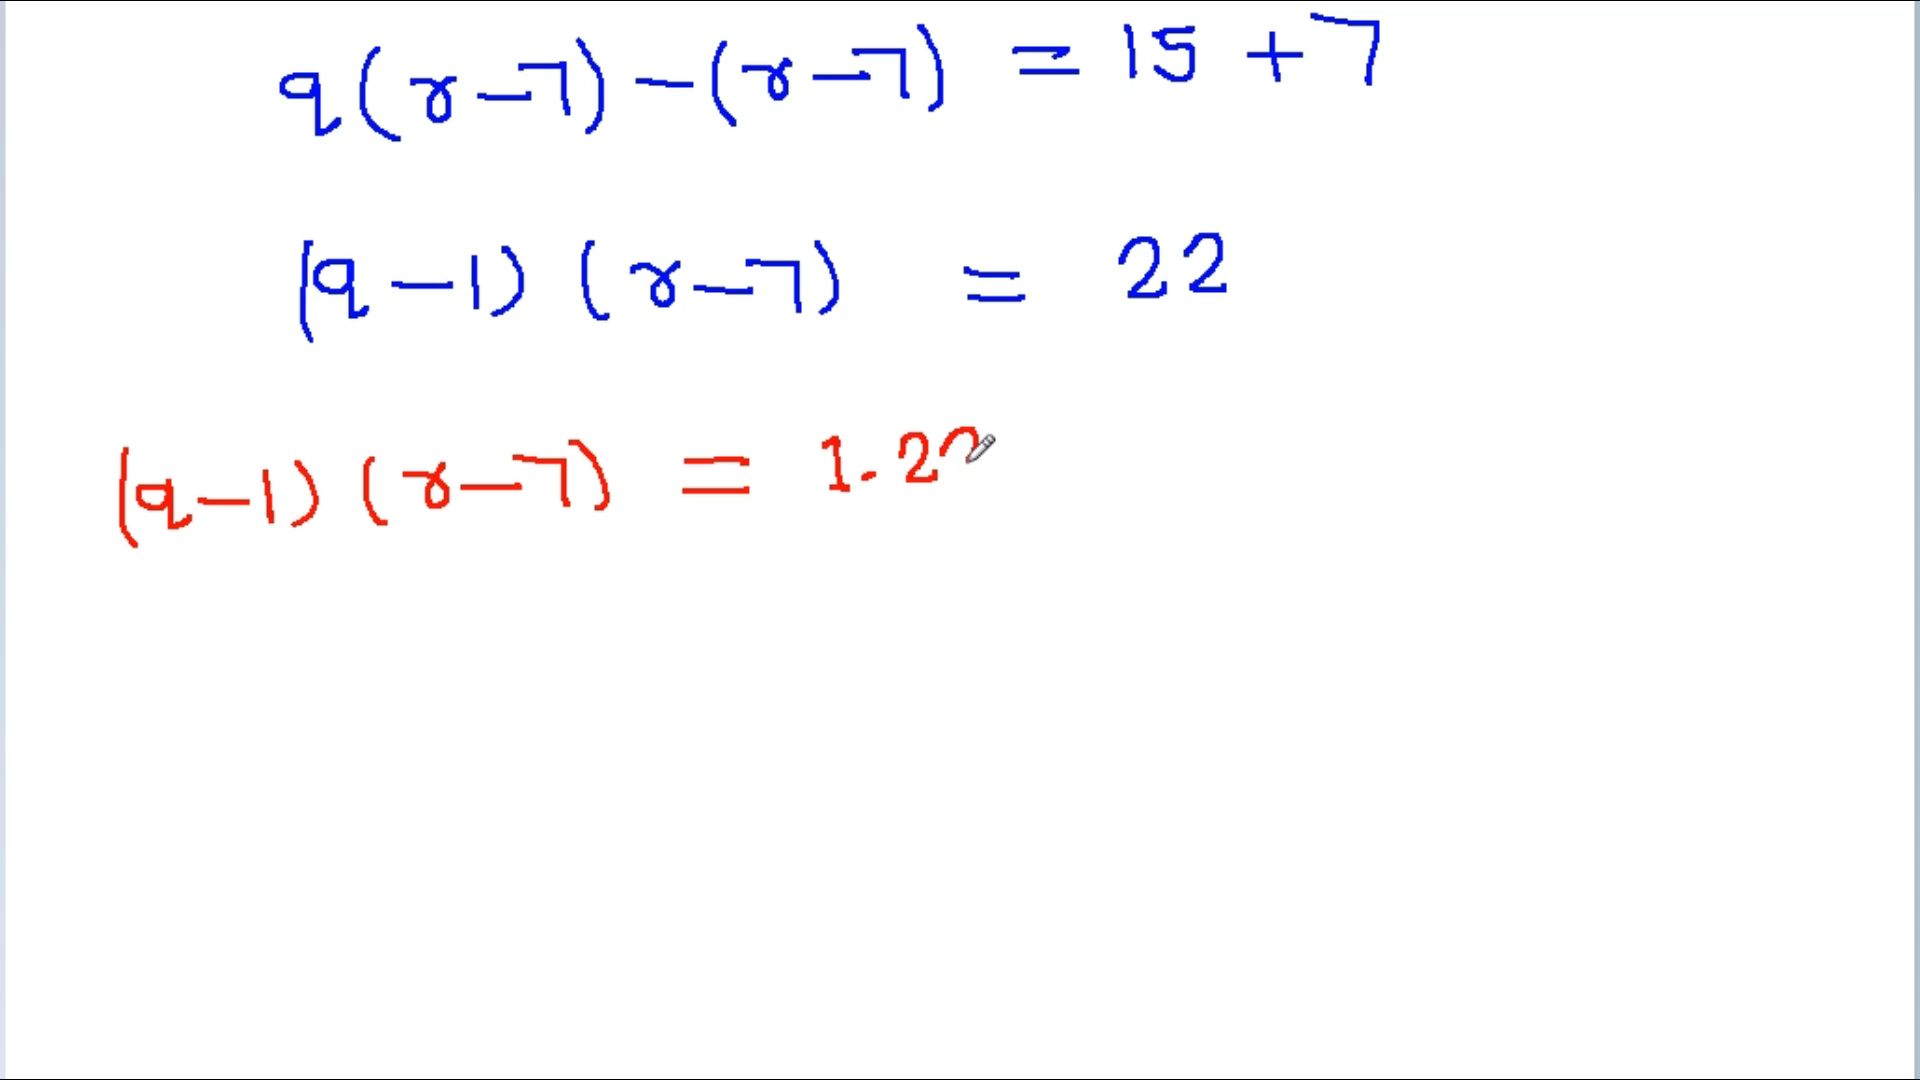 q(r-7)-(r-7) = 15+7
(q-1)(r-7) = 22
(q-1)(r-7) = 1.2